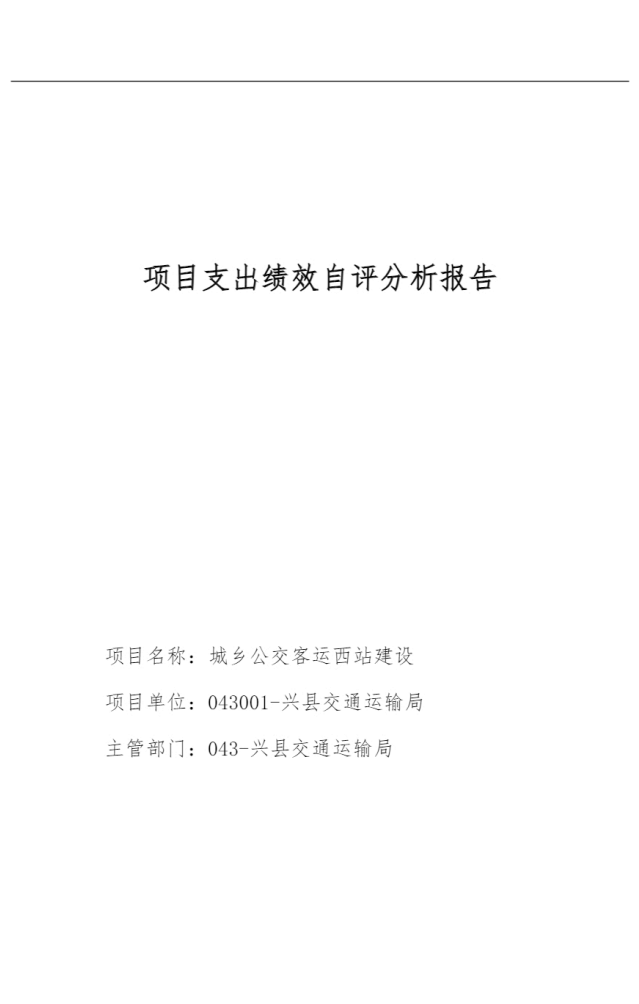 项目支出绩效自评分析报告
项目名称：城乡公交客运西站建设
项目单位：043001-兴县交通运输局
主管部门：043-兴县交通运输局